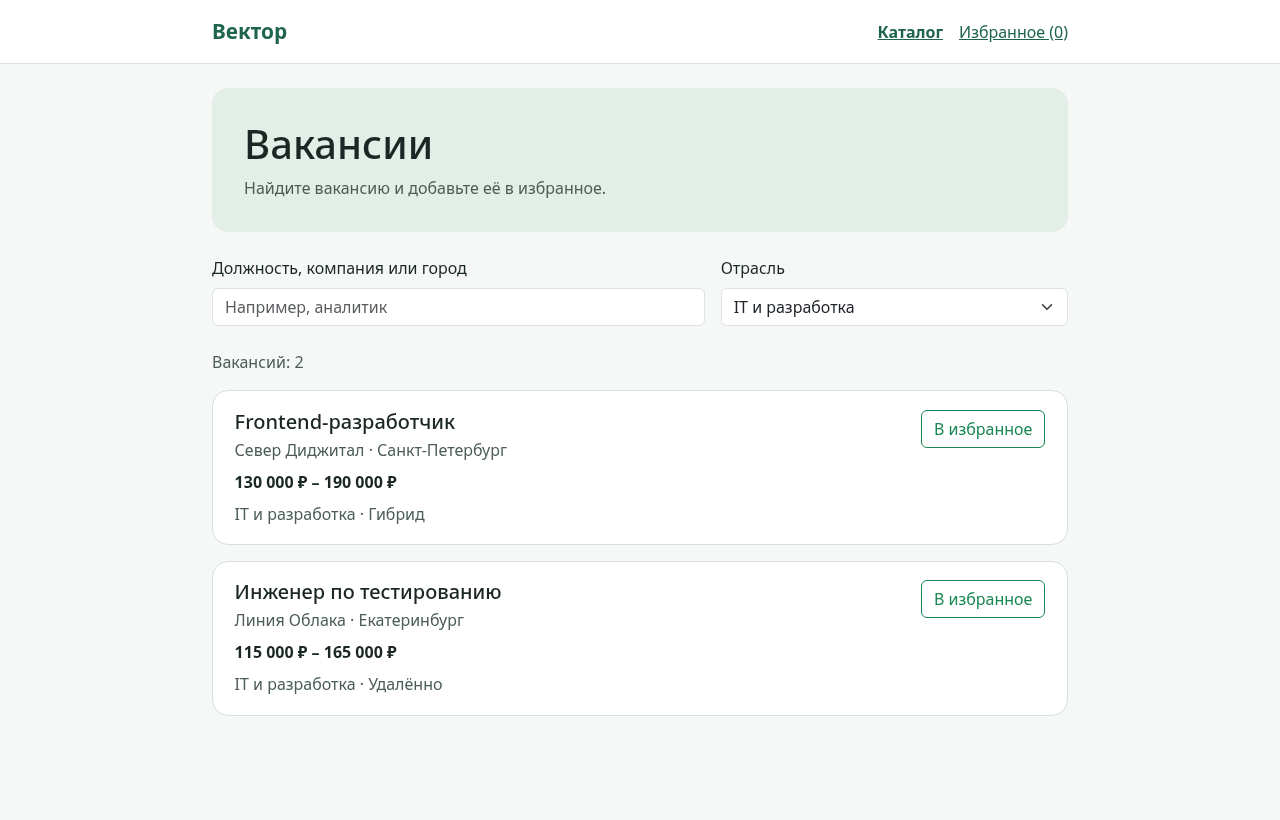 Вектор
Каталог Избранное (0)
Вакансии
Найдите вакансию и добавьте её в избранное.
Должность, компания или город
Например, аналитик
Отрасль
IT и разработка
Вакансий: 2
Frontend-разработчик
В избранное
Север Диджитал · Санкт-Петербург
130 000 ₽ – 190 000 ₽
IT и разработка · Гибрид
Инженер по тестированию
В избранное
Линия Облака · Екатеринбург
115 000 ₽ – 165 000 ₽
IT и разработка · Удалённо